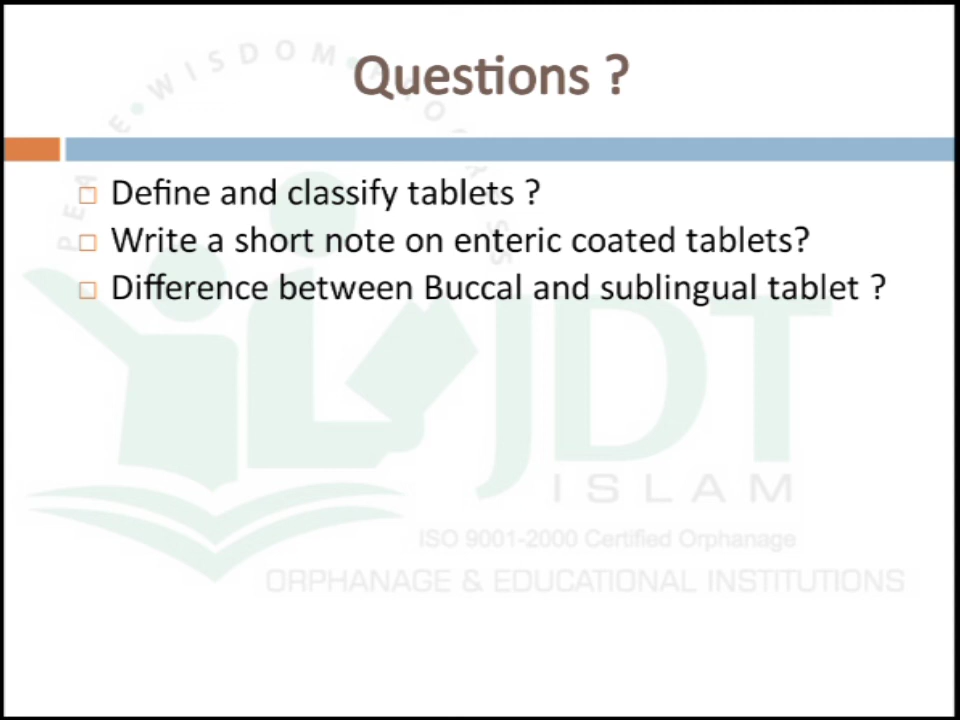 Questions ?
Define and classify tablets ?
Write a short note on enteric coated tablets?
Difference between Buccal and sublingual tablet ?
JDT
ISLAM
ISO 9001-2000 Certified Orphanage
ORPHANAGE & EDUCATIONAL INSTITUTIONS